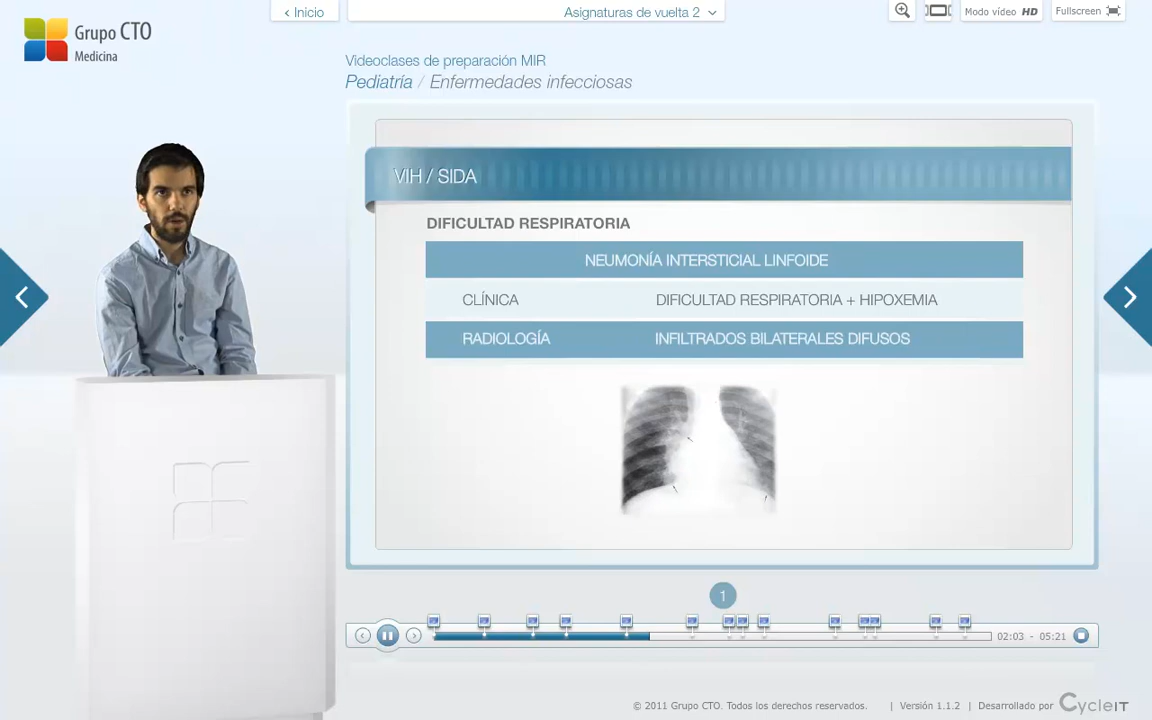 ‹ Inicio
Asignaturas de vuelta 2
Modo vídeo HD
Fullscreen
Grupo CTO
Medicina
Videoclases de preparación MIR
Pediatría / Enfermedades infecciosas
VIH / SIDA
DIFICULTAD RESPIRATORIA
NEUMONÍA INTERSTICIAL LINFOIDE
CLÍNICA DIFICULTAD RESPIRATORIA + HIPOXEMIA
RADIOLOGÍA INFILTRADOS BILATERALES DIFUSOS
1
02:03 - 05:21
© 2011 Grupo CTO. Todos los derechos reservados. | Versión 1.1.2 | Desarrollado por CycleIT